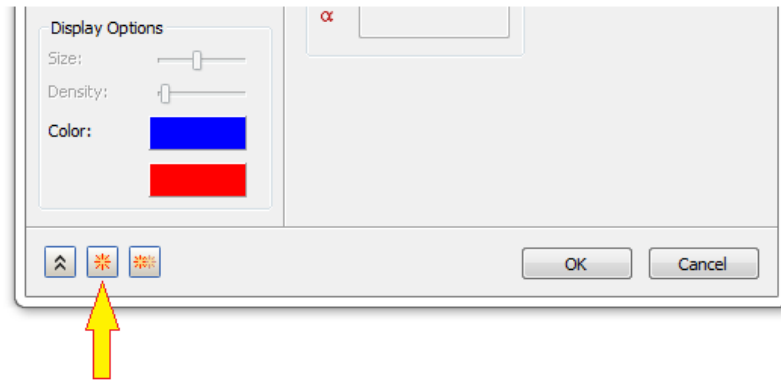 Display Options
α
Size:
Density:
Color:
OK Cancel